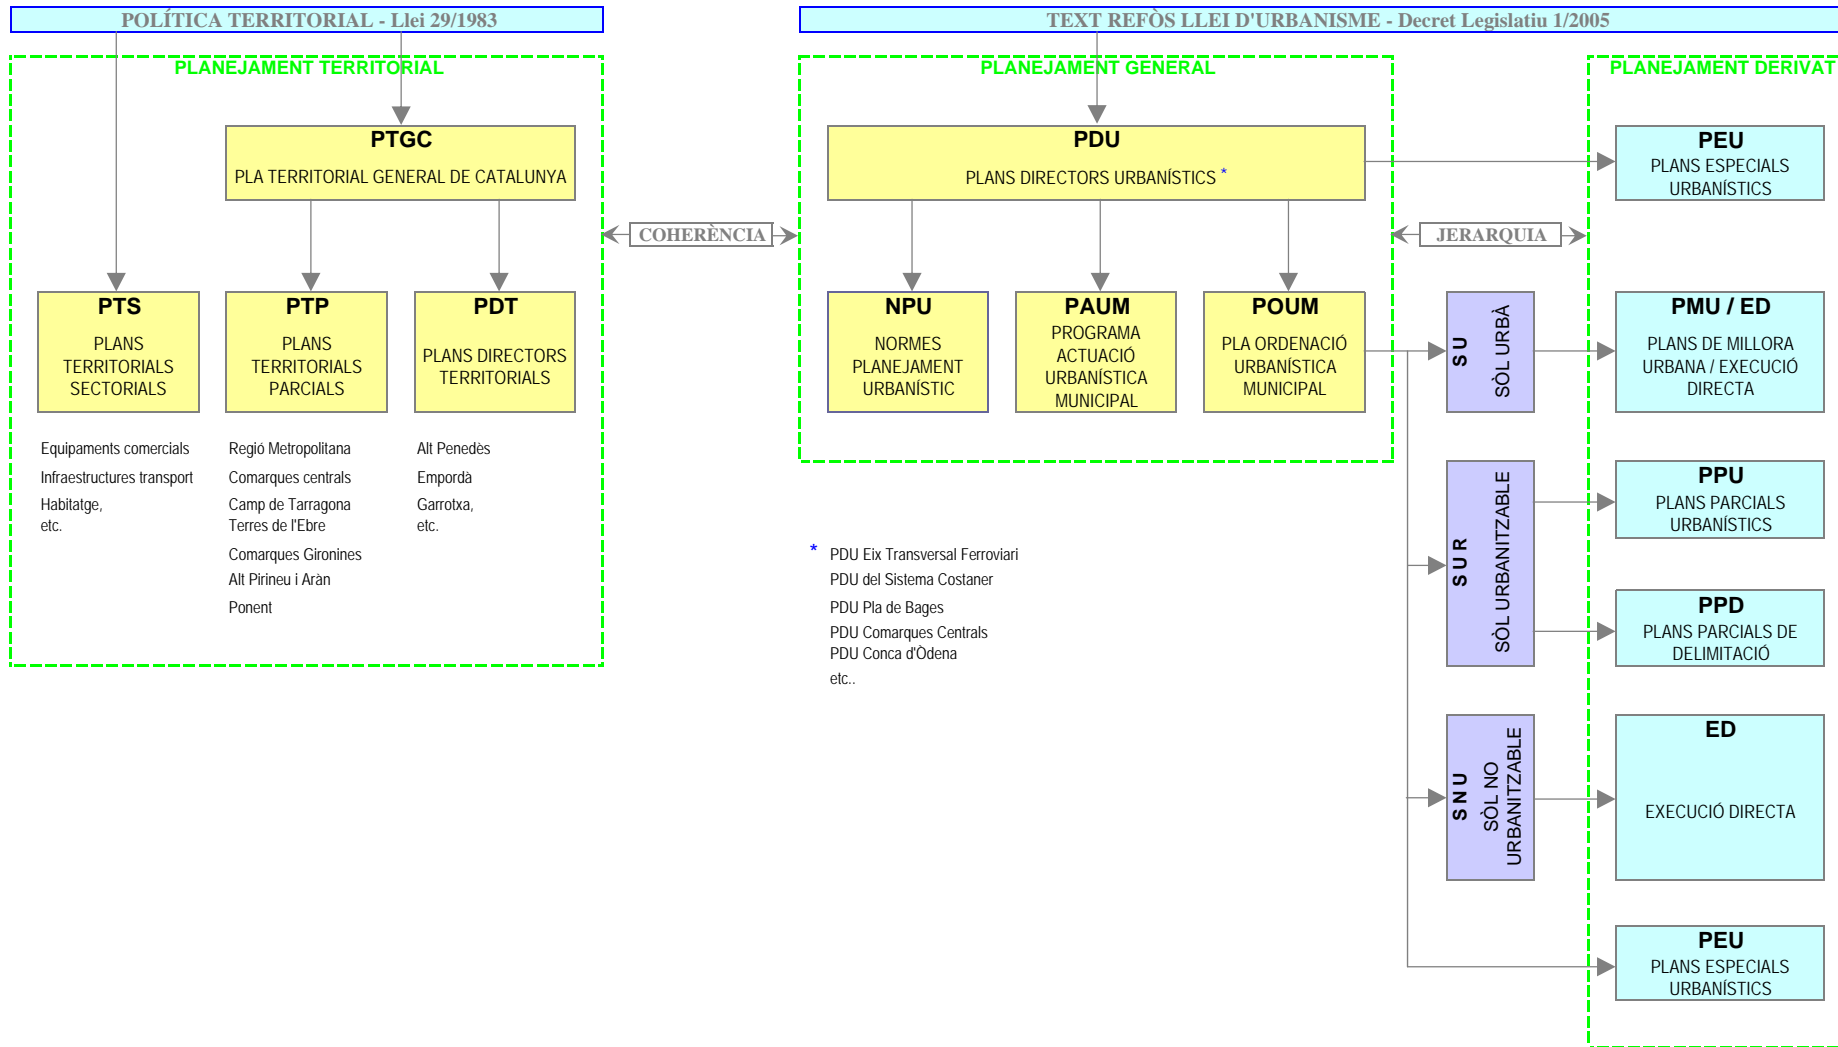 POLÍTICA TERRITORIAL - Llei 29/1983
TEXT REFÒS LLEI D'URBANISME - Decret Legislatiu 1/2005
PLANEJAMENT TERRITORIAL
PLANEJAMENT GENERAL
PLANEJAMENT DERIVAT
PTGC
PLA TERRITORIAL GENERAL DE CATALUNYA
PDU
PLANS DIRECTORS URBANÍSTICS *
PEU
PLANS ESPECIALS
URBANÍSTICS
COHERÈNCIA
JERARQUIA
PTS
PLANS
TERRITORIALS
SECTORIALS
PTP
PLANS
TERRITORIALS
PARCIALS
PDT
PLANS DIRECTORS
TERRITORIALS
NPU
NORMES
PLANEJAMENT
URBANÍSTIC
PAUM
PROGRAMA
ACTUACIÓ
URBANÍSTICA
MUNICIPAL
POUM
PLA ORDENACIÓ
URBANÍSTICA
MUNICIPAL
S U
SÒL URBÀ
PMU / ED
PLANS DE MILLORA
URBANA / EXECUCIÓ
DIRECTA
Equipaments comercials
Infraestructures transport
Habitatge,
etc.
Regió Metropolitana
Comarques centrals
Camp de Tarragona
Terres de l'Ebre
Comarques Gironines
Alt Pirineu i Aràn
Ponent
Alt Penedès
Empordà
Garrotxa,
etc.
* PDU Eix Transversal Ferroviari
PDU del Sistema Costaner
PDU Pla de Bages
PDU Comarques Centrals
PDU Conca d'Òdena
etc..
S U R
SÒL URBANITZABLE
PPU
PLANS PARCIALS
URBANÍSTICS
PPD
PLANS PARCIALS DE
DELIMITACIÓ
S N U
SÒL NO
URBANITZABLE
ED
EXECUCIÓ DIRECTA
PEU
PLANS ESPECIALS
URBANÍSTICS